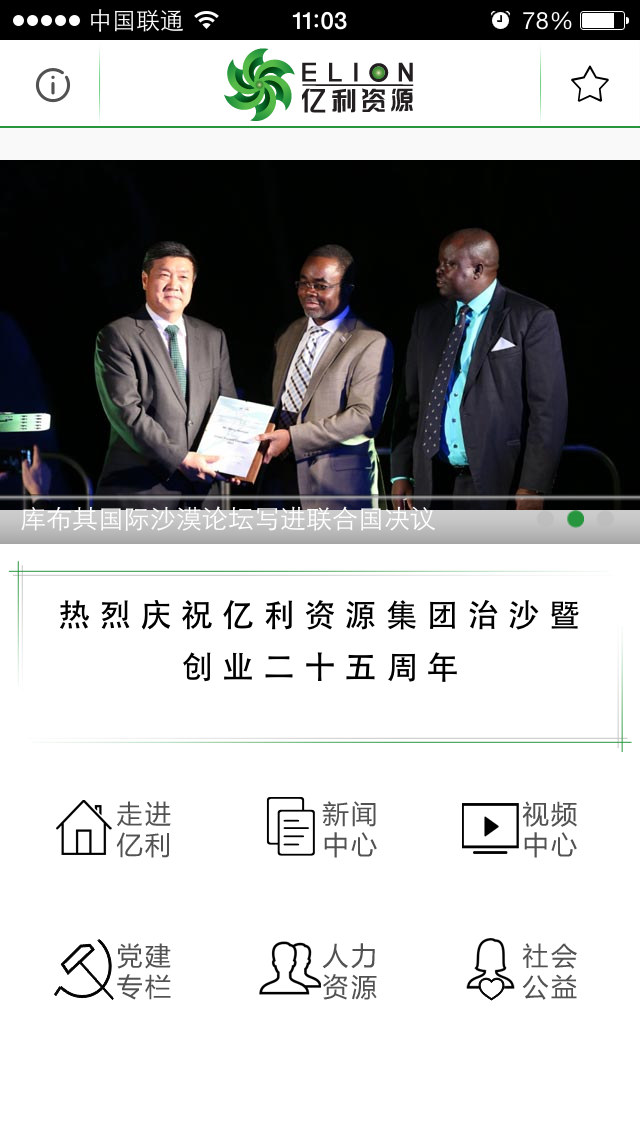 中国联通
11:03
78%
ELION
亿利资源
库布其国际沙漠论坛写进联合国决议
热烈庆祝亿利资源集团治沙暨
创业二十五周年
走进
亿利
新闻
中心
视频
中心
党建
专栏
人力
资源
社会
公益